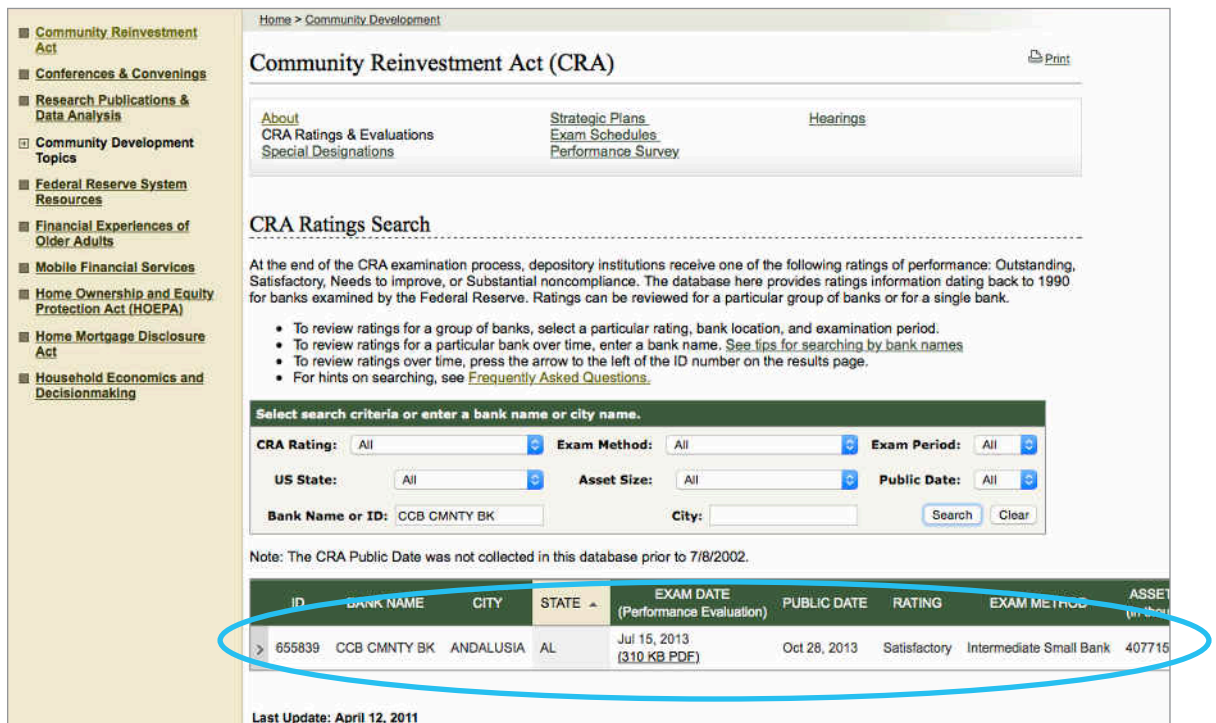 Community Reinvestment
Act
Conferences & Convenings
Research Publications &
Data Analysis
Community Development
Topics
Federal Reserve System
Resources
Financial Experiences of
Older Adults
Mobile Financial Services
Home Ownership and Equity
Protection Act (HOEPA)
Home Mortgage Disclosure
Act
Household Economics and
Decisionmaking
Home > Community Development
Community Reinvestment Act (CRA)
Print
About Strategic Plans Hearings
CRA Ratings & Evaluations Exam Schedules
Special Designations Performance Survey
CRA Ratings Search
At the end of the CRA examination process, depository institutions receive one of the following ratings of performance: Outstanding,
Satisfactory, Needs to improve, or Substantial noncompliance. The database here provides ratings information dating back to 1990
for banks examined by the Federal Reserve. Ratings can be reviewed for a particular group of banks or for a single bank.
• To review ratings for a group of banks, select a particular rating, bank location, and examination period.
• To review ratings for a particular bank over time, enter a bank name. See tips for searching by bank names
• To review ratings over time, press the arrow to the left of the ID number on the results page.
• For hints on searching, see Frequently Asked Questions.
Select search criteria or enter a bank name or city name.
CRA Rating: All Exam Method: All Exam Period: All
US State: All Asset Size: All Public Date: All
Bank Name or ID: CCB CMNTY BK City: Search Clear
Note: The CRA Public Date was not collected in this database prior to 7/8/2002.
ID BANK NAME CITY STATE EXAM DATE (Performance Evaluation) PUBLIC DATE RATING EXAM METHOD ASSET
> 655839 CCB CMNTY BK ANDALUSIA AL Jul 15, 2013 (310 KB PDF) Oct 28, 2013 Satisfactory Intermediate Small Bank 407715
Last Update: April 12, 2011